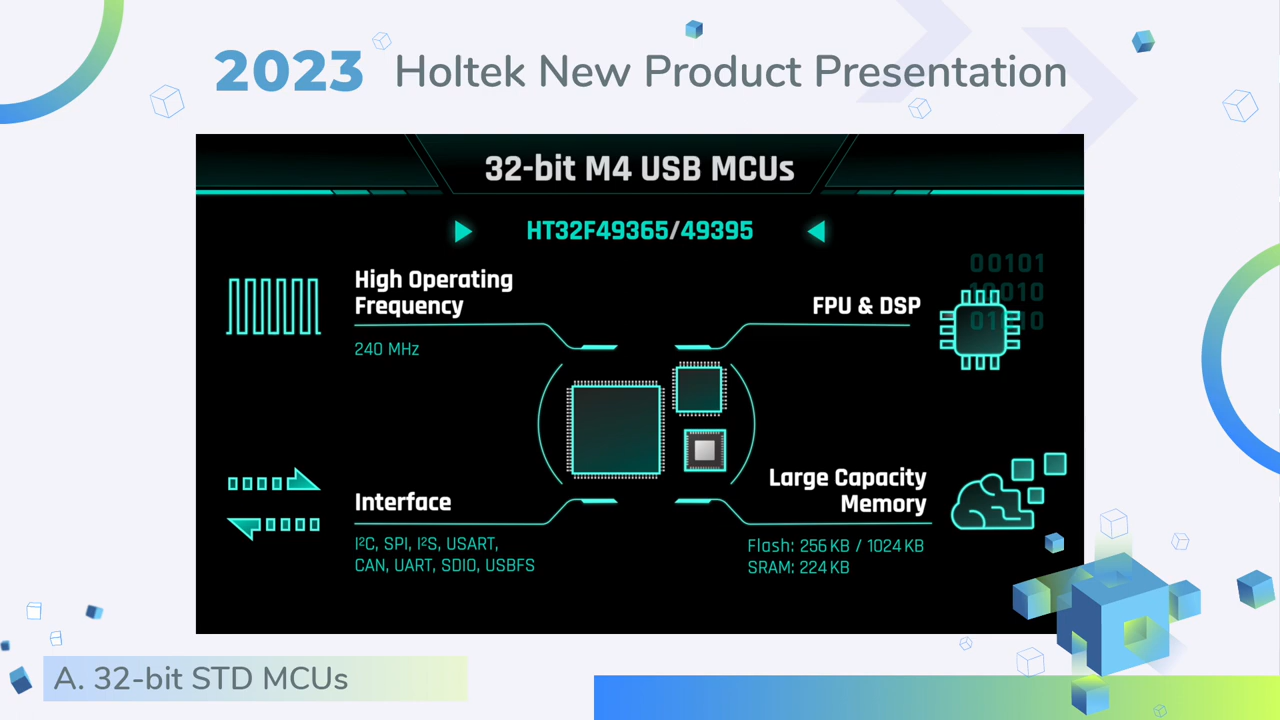 2023 Holtek New Product Presentation
32-bit M4 USB MCUs
HT32F49365/49395
High Operating
Frequency
240 MHz
FPU & DSP
00101
10010
01010
Interface
I²C, SPI, I²S, USART,
CAN, UART, SDIO, USBFS
Large Capacity
Memory
Flash: 256 KB / 1024 KB
SRAM: 224 KB
A. 32-bit STD MCUs